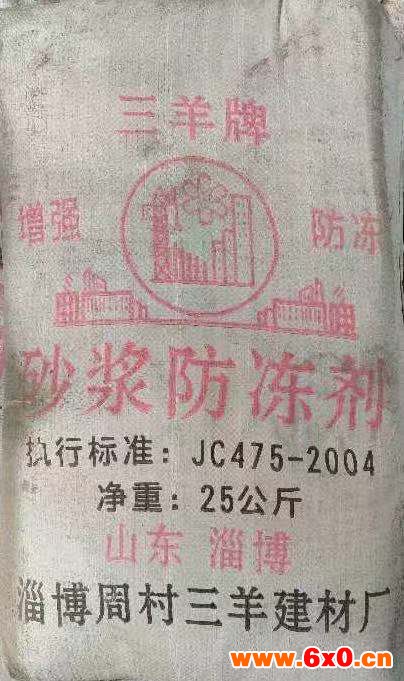 三羊牌
增强 防冻
砂浆防冻剂
执行标准：JC475-2004
净重：25公斤
山东 淄博
淄博周村三羊建材厂
www.6x0.cn